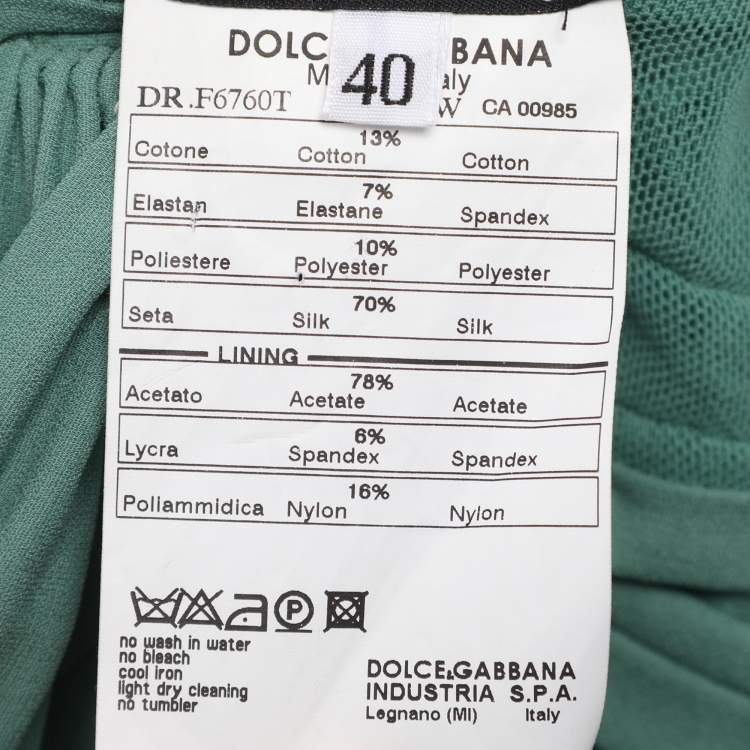 DOLC BBANA
40
M aly
DR.F6760T W CA 00985
13%
Cotone Cotton Cotton
7%
Elastan Elastane Spandex
10%
Poliestere Polyester Polyester
70%
Seta Silk Silk
LINING
78%
Acetato Acetate Acetate
6%
Lycra Spandex Spandex
16%
Poliammidica Nylon Nylon
P
no wash in water
no bleach
cool iron
light dry cleaning
no tumbler
DOLCE&GABBANA
INDUSTRIA S.P.A.
Legnano (MI) Italy